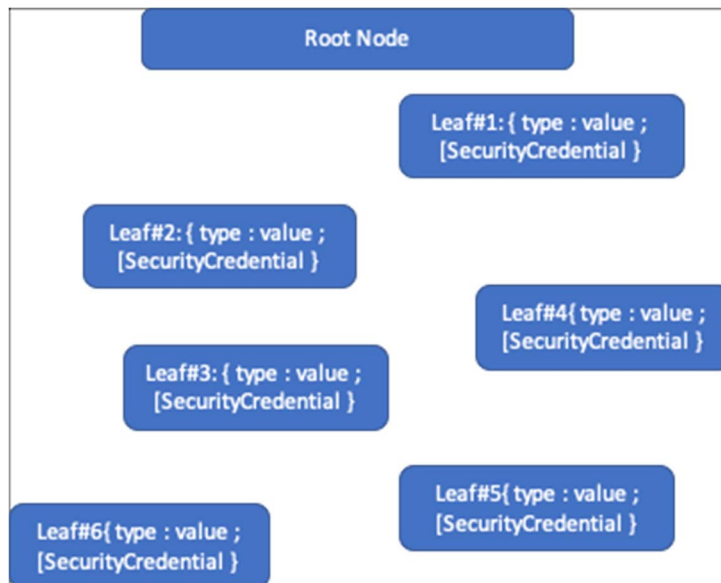 Root Node
Leaf#1: { type : value ;
[SecurityCredential }
Leaf#2: { type : value ;
[SecurityCredential }
Leaf#4{ type : value ;
[SecurityCredential }
Leaf#3: { type : value ;
[SecurityCredential }
Leaf#5{ type : value ;
[SecurityCredential }
Leaf#6{ type : value ;
[SecurityCredential }